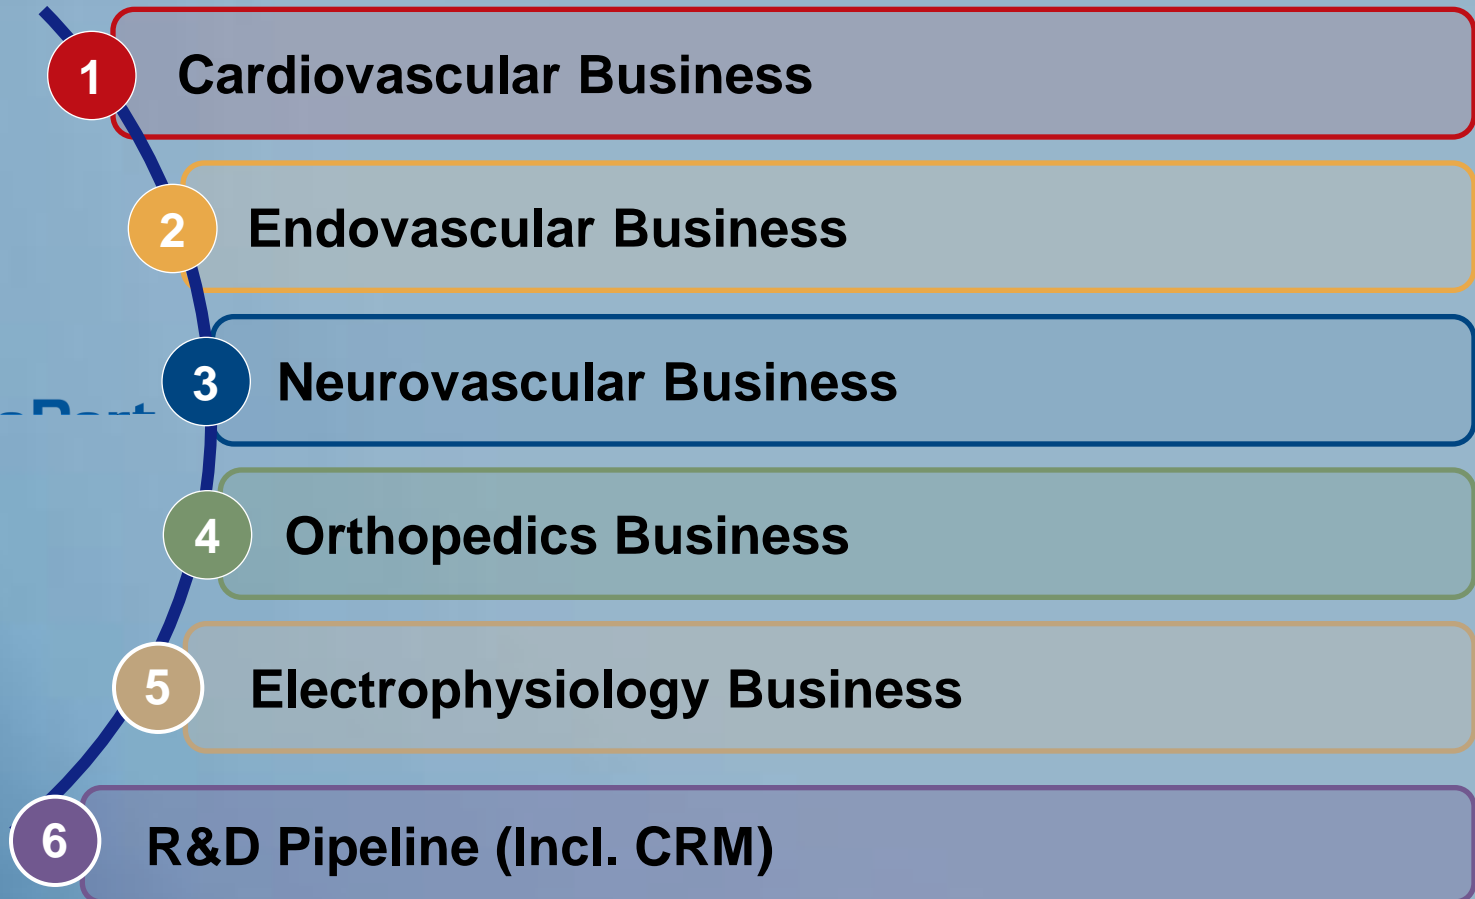 1 Cardiovascular Business
2 Endovascular Business
3 Neurovascular Business
4 Orthopedics Business
5 Electrophysiology Business
6 R&D Pipeline (Incl. CRM)